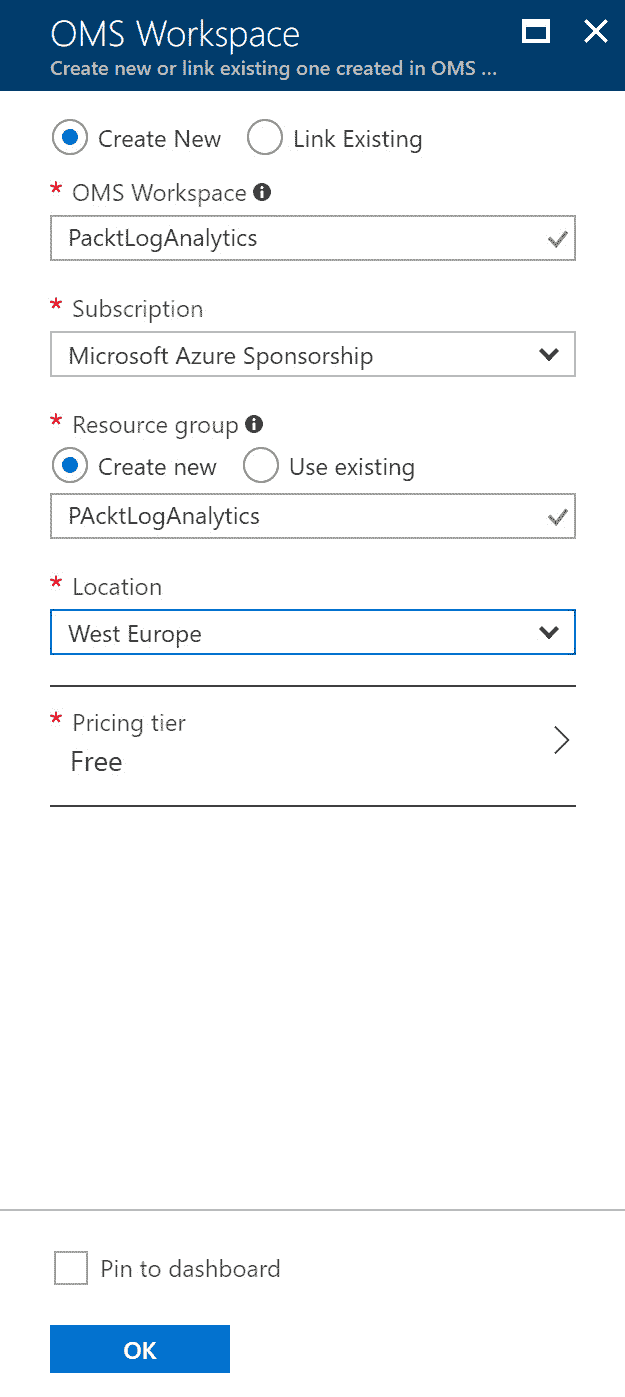 OMS Workspace
Create new or link existing one created in OMS ...
Create New Link Existing
* OMS Workspace
PacktLogAnalytics
* Subscription
Microsoft Azure Sponsorship
* Resource group
Create new Use existing
PAcktLogAnalytics
* Location
West Europe
* Pricing tier
Free
Pin to dashboard
OK